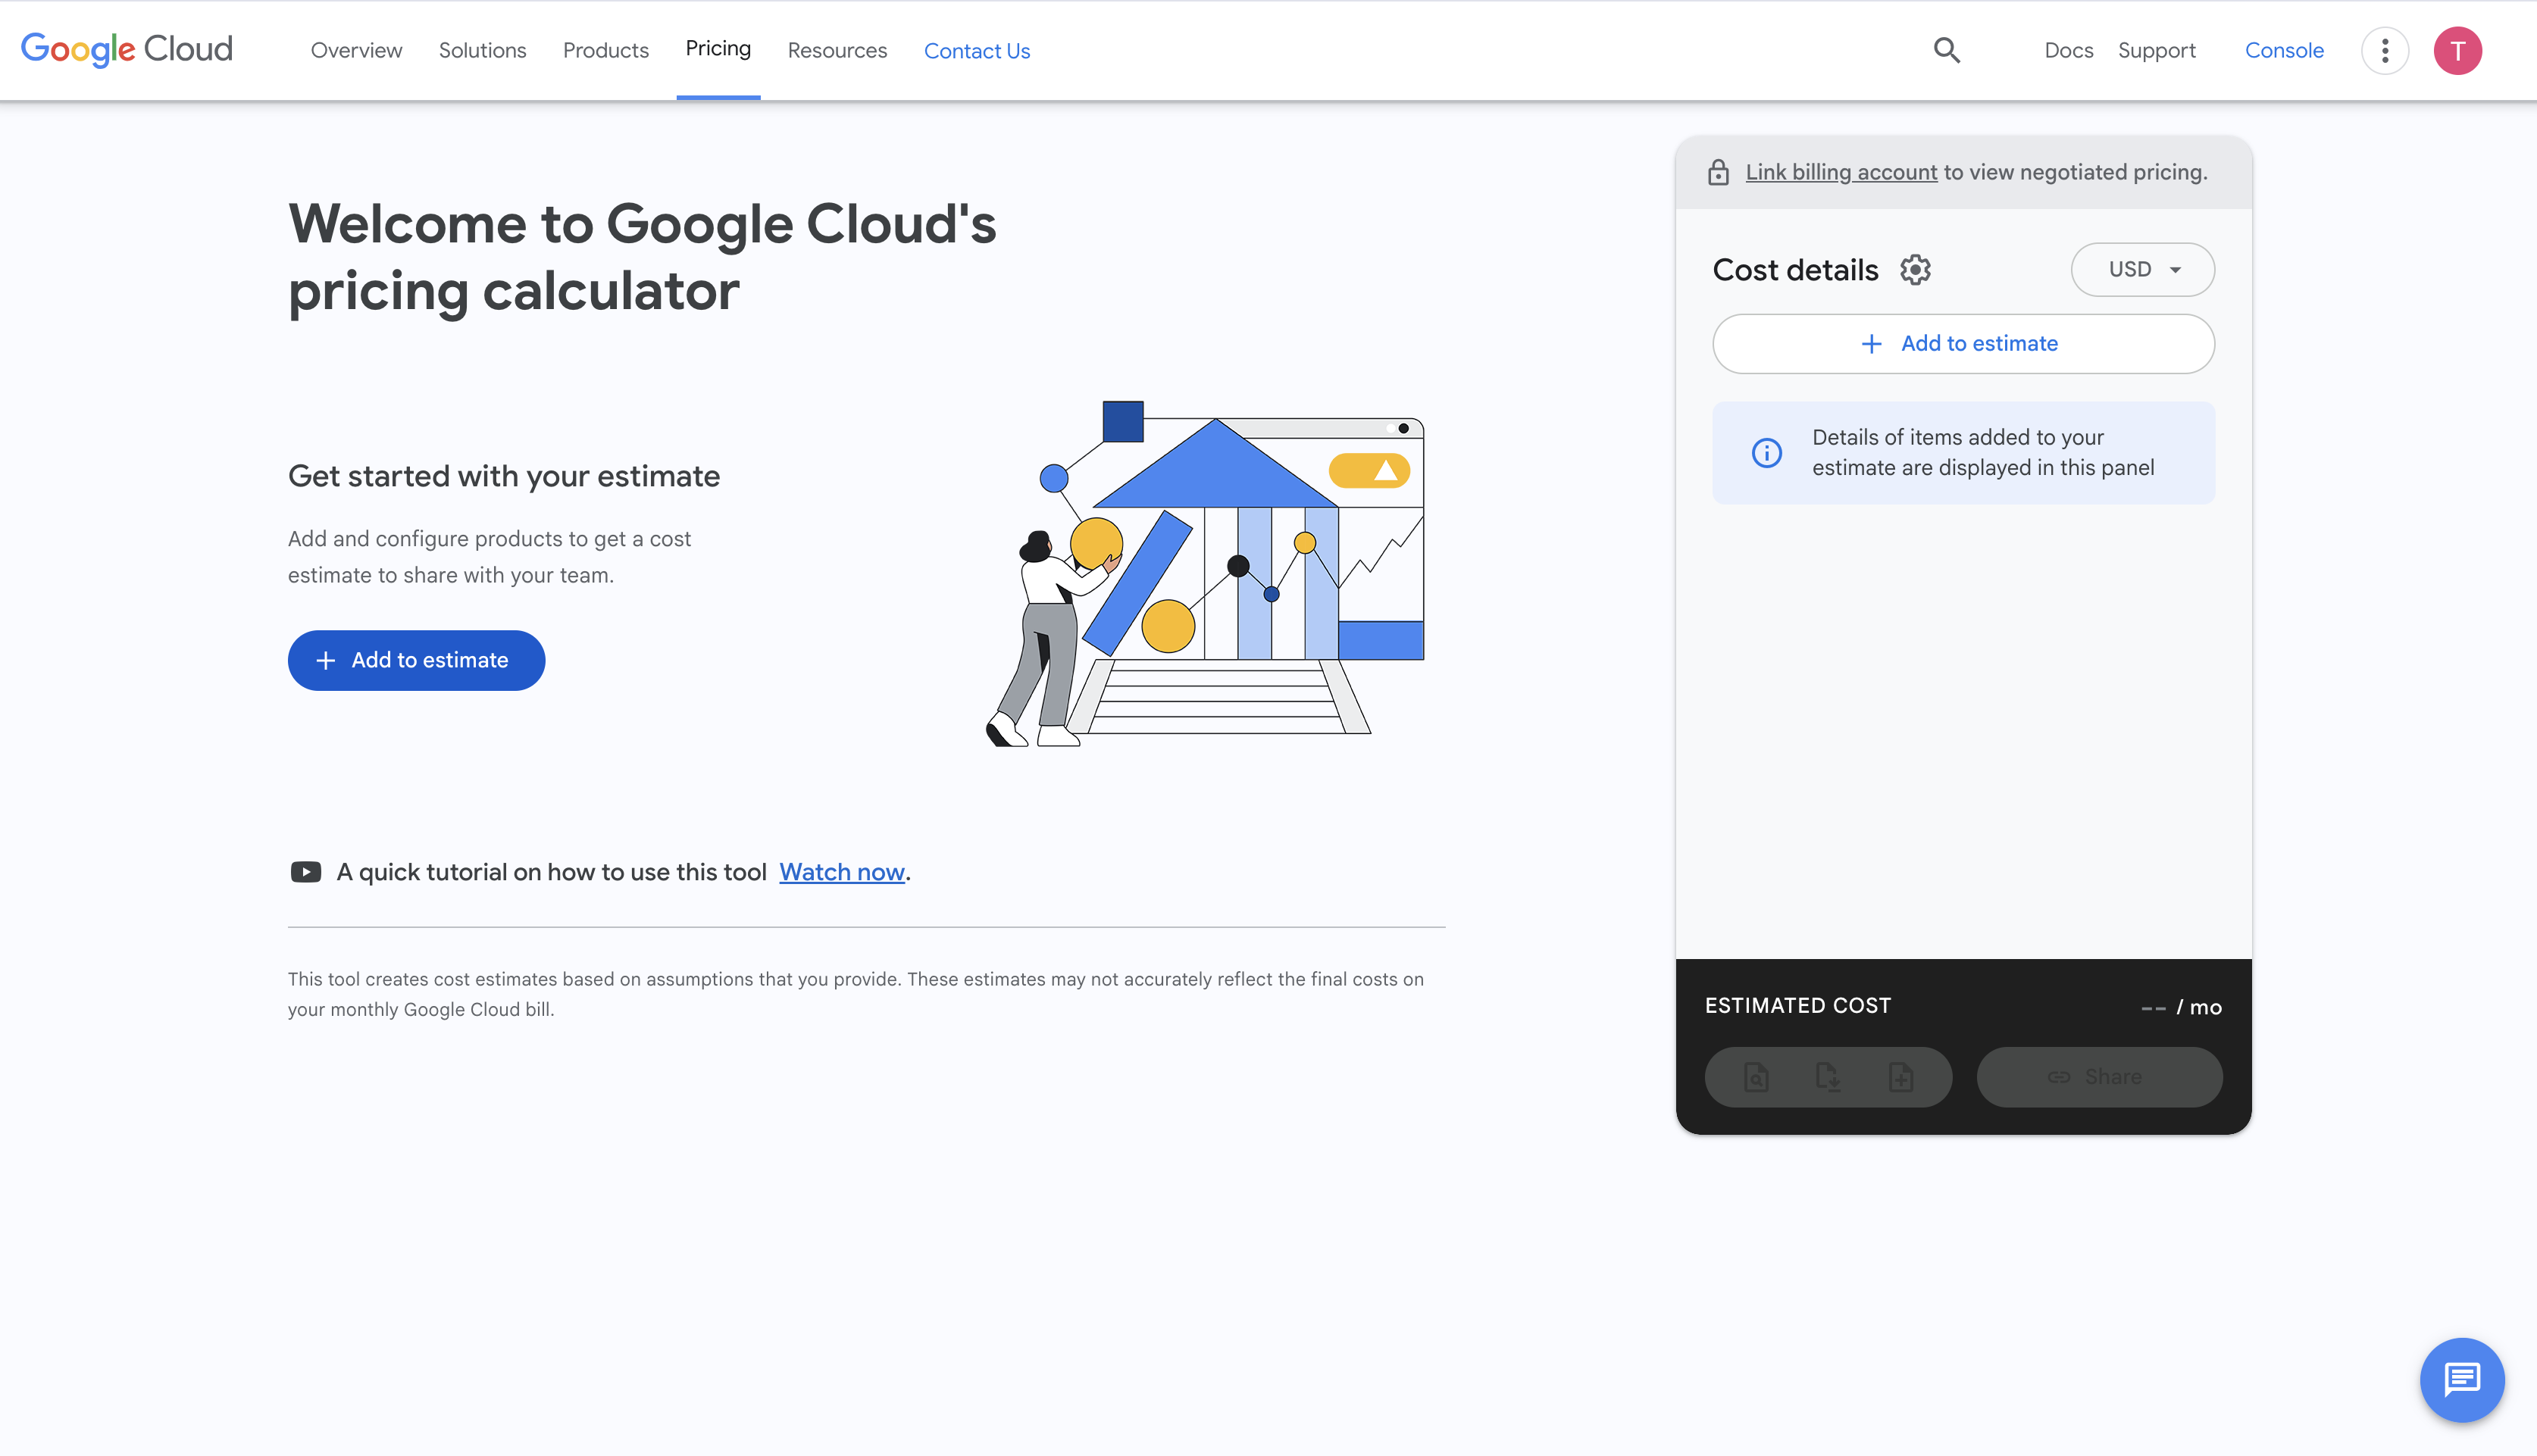 Google Cloud
Overview
Solutions
Products
Pricing
Resources
Contact Us
Docs
Support
Console
T
Welcome to Google Cloud's
pricing calculator
Get started with your estimate
Add and configure products to get a cost
estimate to share with your team.
+ Add to estimate
A quick tutorial on how to use this tool Watch now.
This tool creates cost estimates based on assumptions that you provide. These estimates may not accurately reflect the final costs on
your monthly Google Cloud bill.
Link billing account to view negotiated pricing.
Cost details
USD
+ Add to estimate
Details of items added to your
estimate are displayed in this panel
ESTIMATED COST
-- / mo
Share